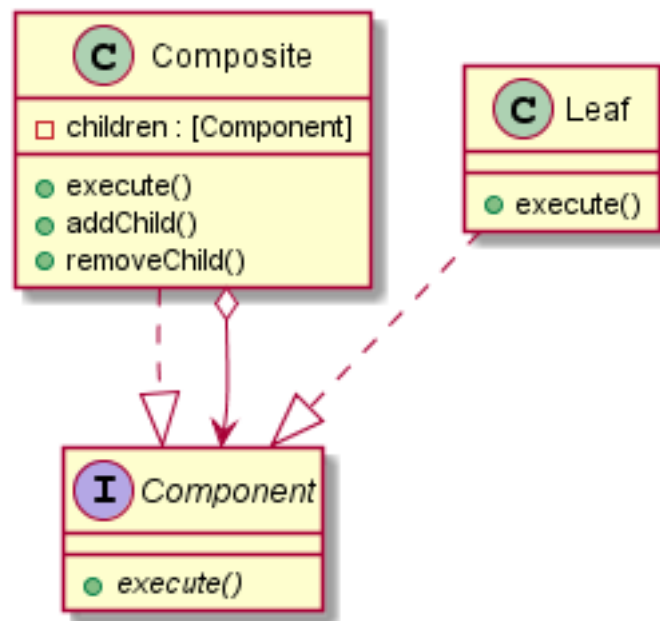 C Composite
children : [Component]
execute()
addChild()
removeChild()
C Leaf
execute()
I Component
execute()